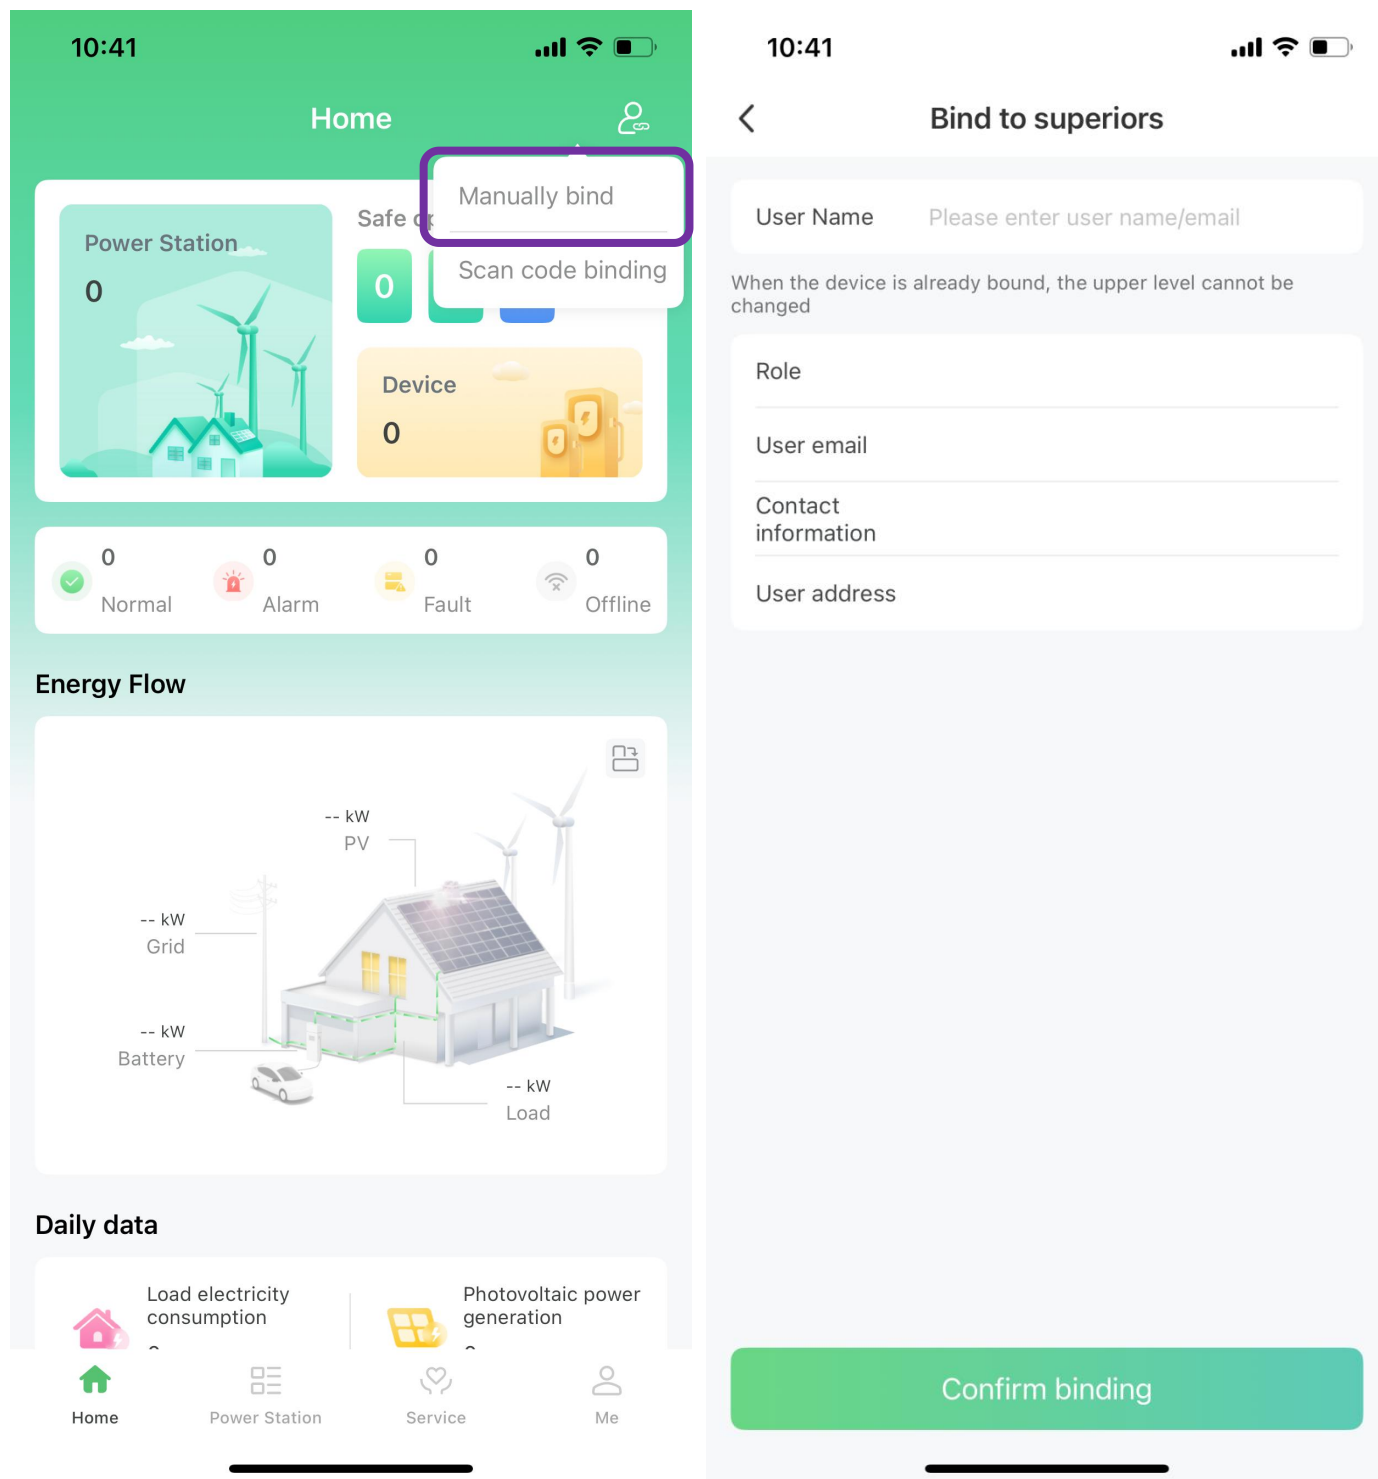 10:41
Home
Manually bind
Scan code binding
Power Station
0
Safe op
0
Device
0
0
Normal
0
Alarm
0
Fault
0
Offline
Energy Flow
-- kW
PV
-- kW
Grid
-- kW
Battery
-- kW
Load
Daily data
Load electricity
consumption
Photovoltaic power
generation
Home
Power Station
Service
Me
10:41
Bind to superiors
User Name
Please enter user name/email
When the device is already bound, the upper level cannot be
changed
Role
User email
Contact
information
User address
Confirm binding